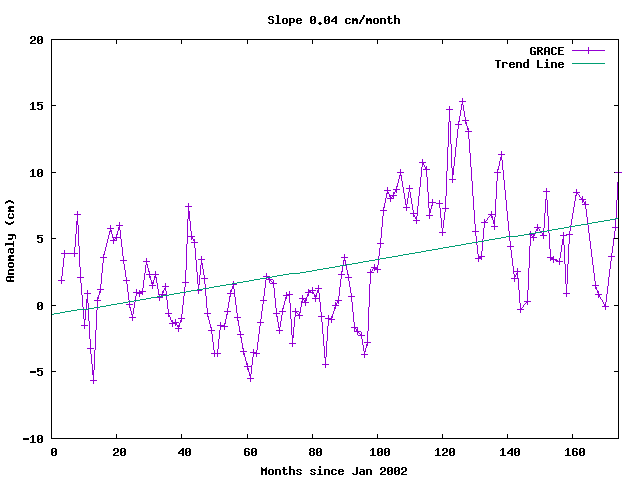 Slope 0.04 cm/month
GRACE
Trend Line
20
15
10
5
0
-5
-10
Anomaly (cm)
0 20 40 60 80 100 120 140 160
Months since Jan 2002